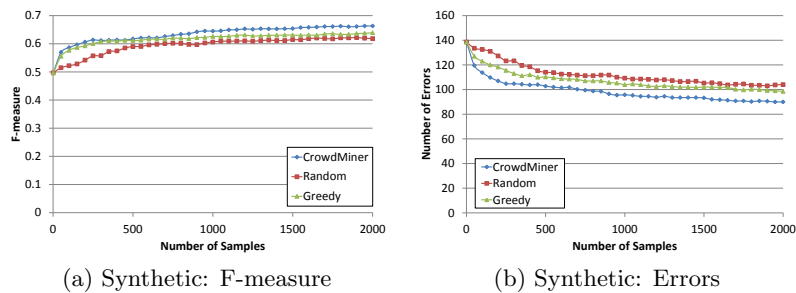 0.7
0.6
0.5
0.4
0.3
0.2
0.1
0
F-measure
0
500
1000
1500
2000
Number of Samples
CrowdMiner
Random
Greedy
(a) Synthetic: F-measure
160
140
120
100
80
60
40
20
0
Number of Errors
0
500
1000
1500
2000
Number of Samples
CrowdMiner
Random
Greedy
(b) Synthetic: Errors